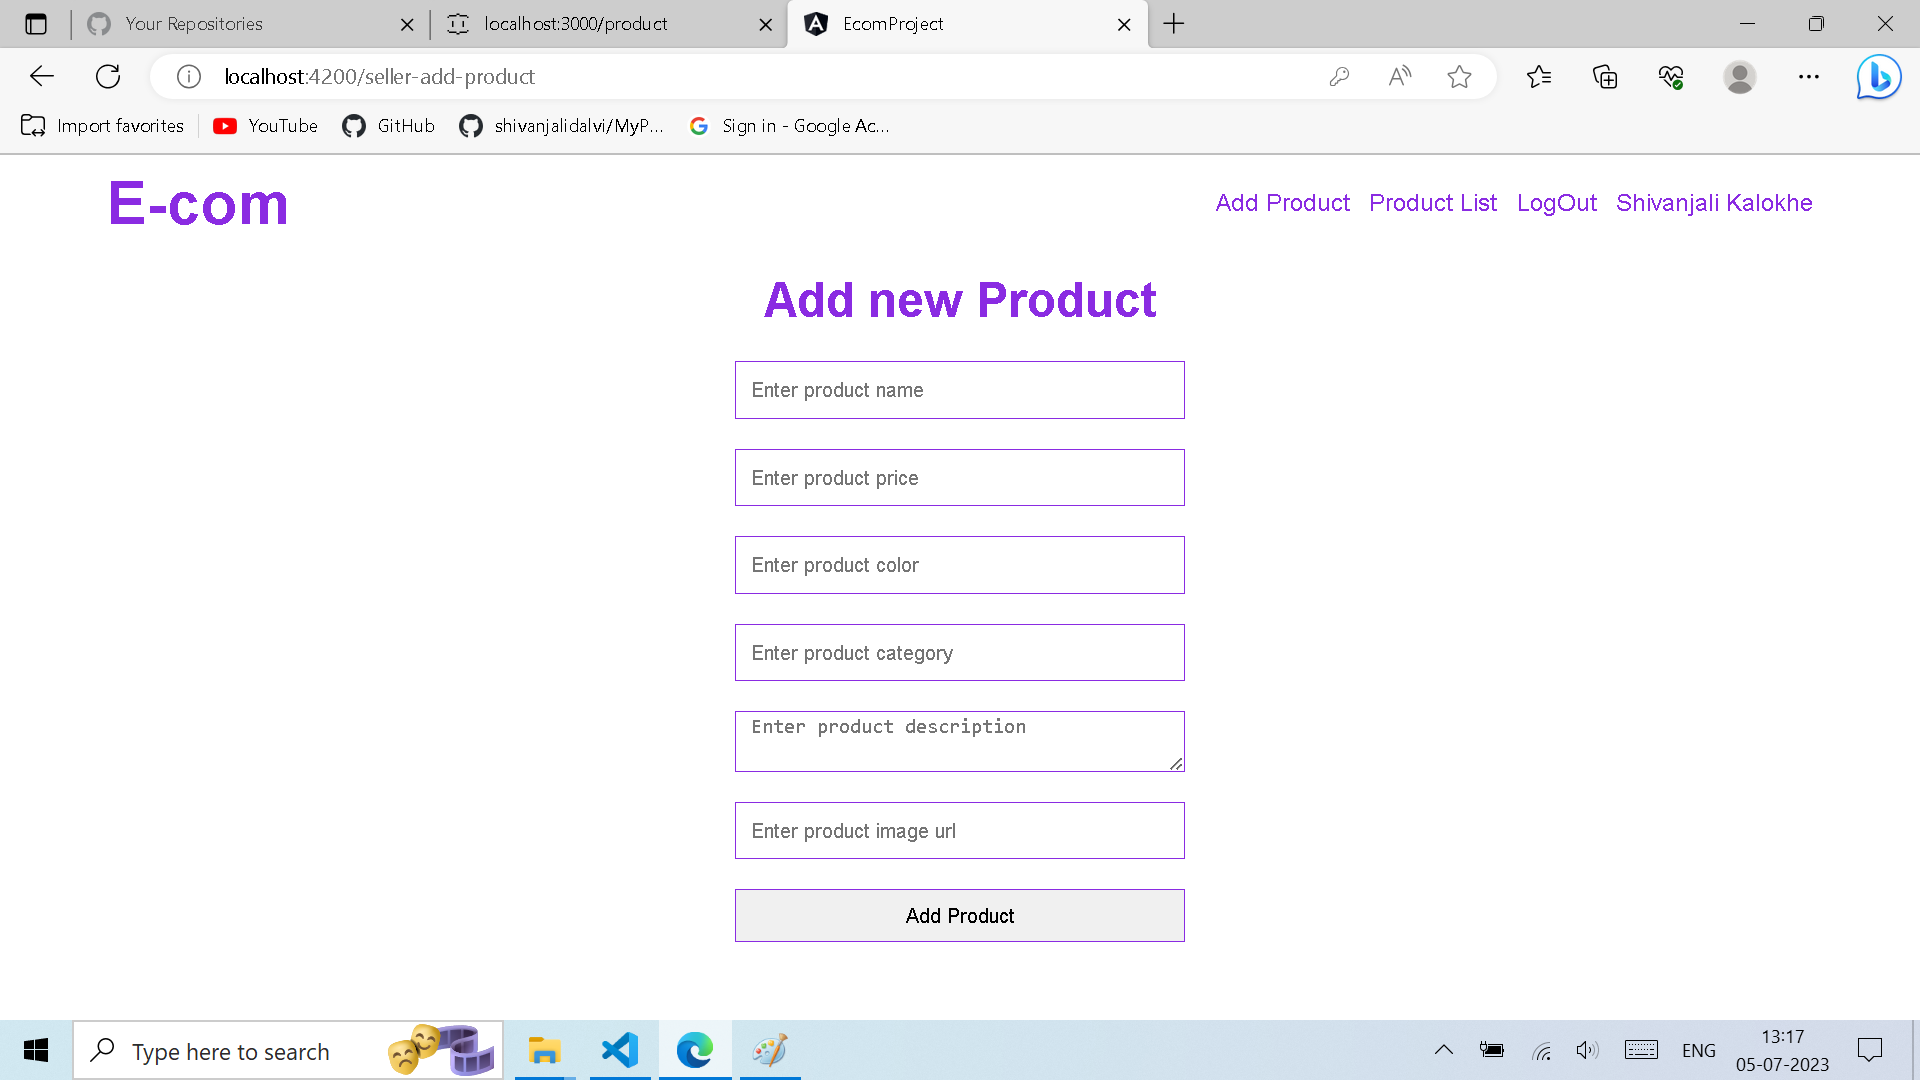 Your Repositories
localhost:3000/product
EcomProject
localhost:4200/seller-add-product
Import favorites
YouTube
GitHub
shivanjalidalvi/MyP...
Sign in - Google Ac...
E-com
Add Product
Product List
LogOut
Shivanjali Kalokhe
Add new Product
Enter product name
Enter product price
Enter product color
Enter product category
Enter product description
Enter product image url
Add Product
Type here to search
ENG
13:17
05-07-2023